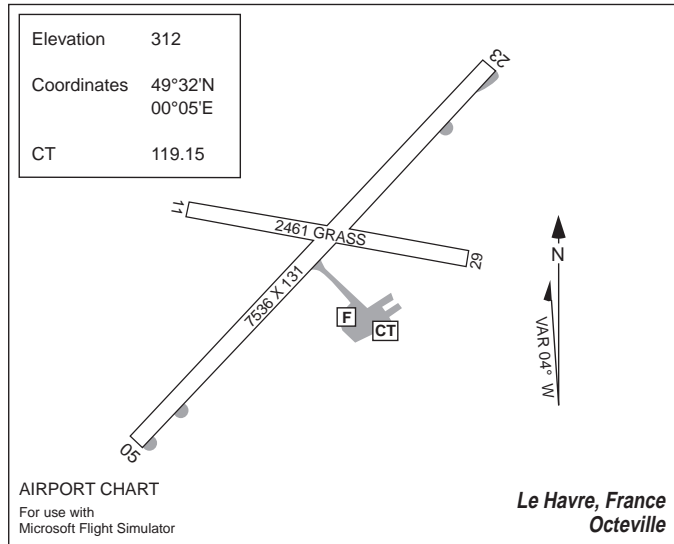 Elevation 312
Coordinates 49°32'N
00°05'E
CT 119.15
23
11
2461 GRASS
29
7536 X 131
F
CT
N
VAR 04° W
05
AIRPORT CHART
For use with
Microsoft Flight Simulator
Le Havre, France
Octeville